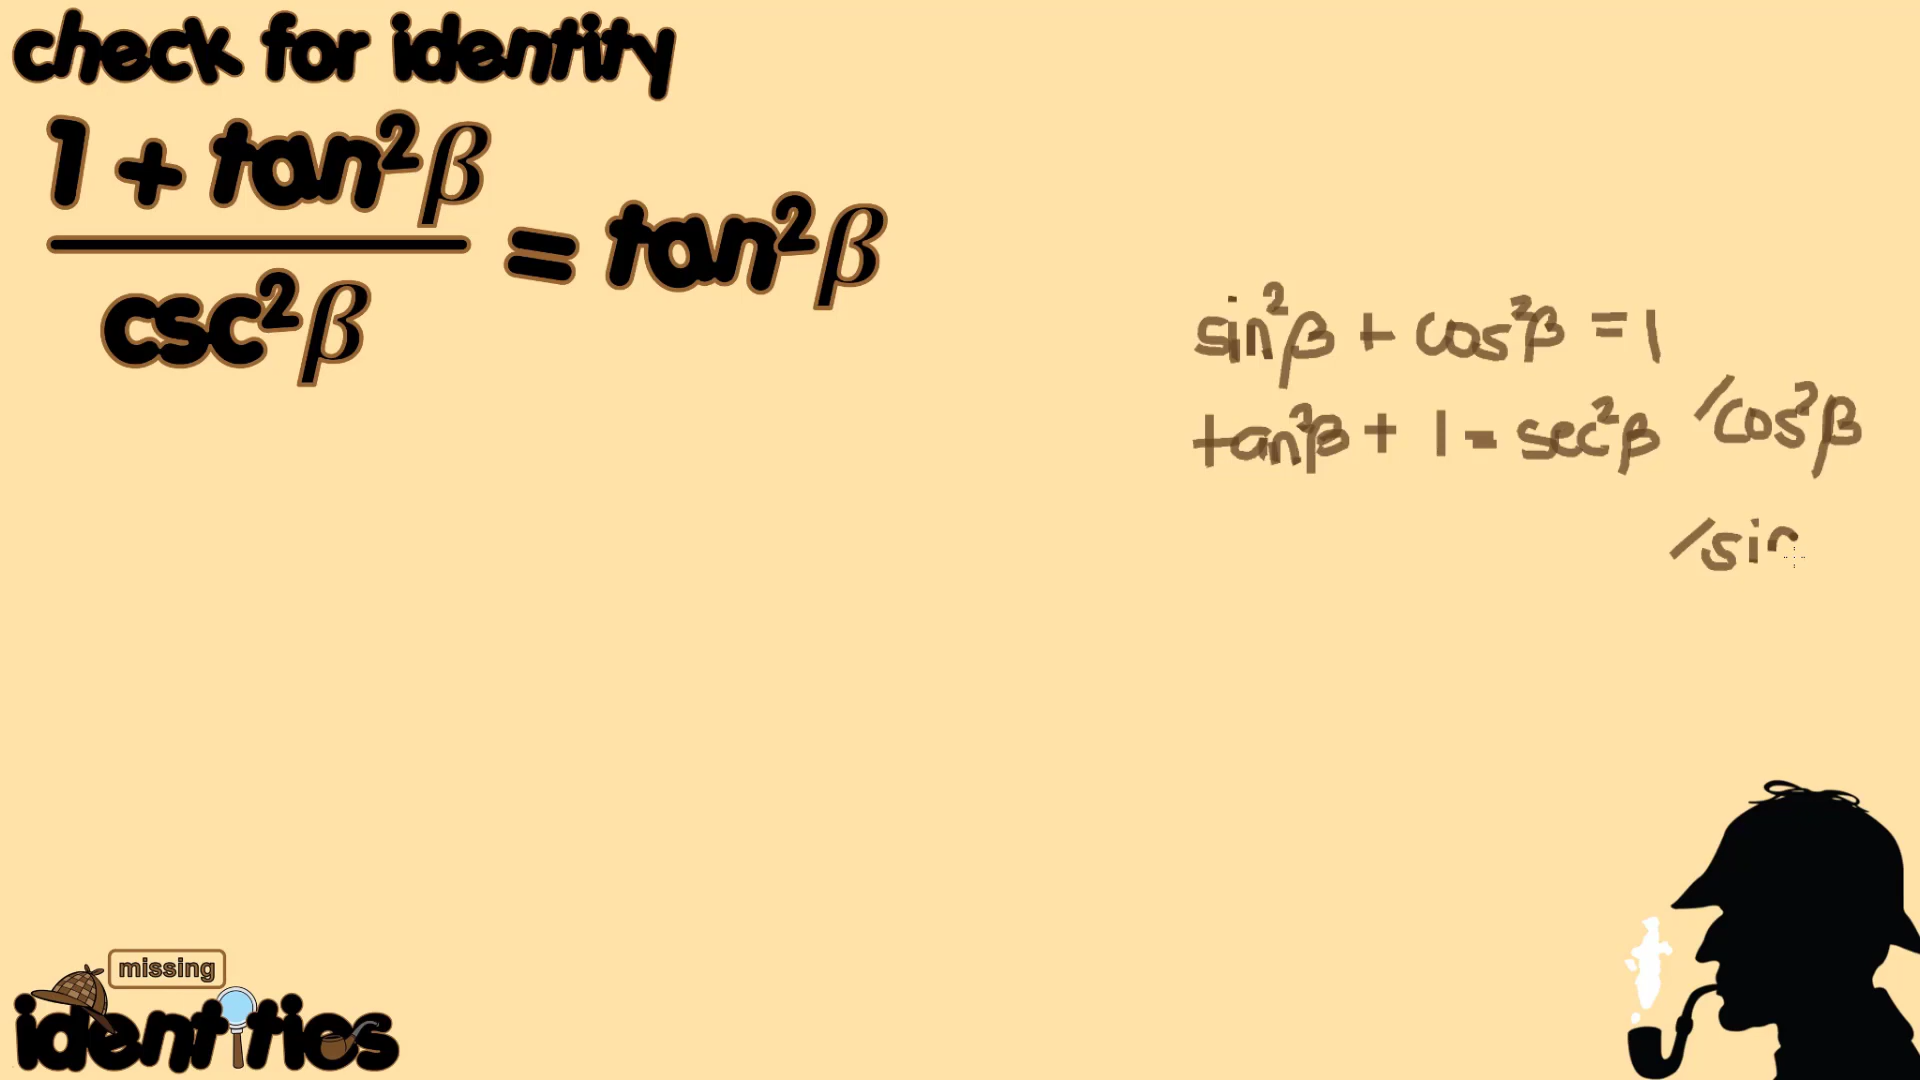 check for identity
1 + tan²β
= tan²β
csc²β
sin²β + cos²β = 1
tan²β + 1 = sec²β /cos²β
/sin
missing
identities